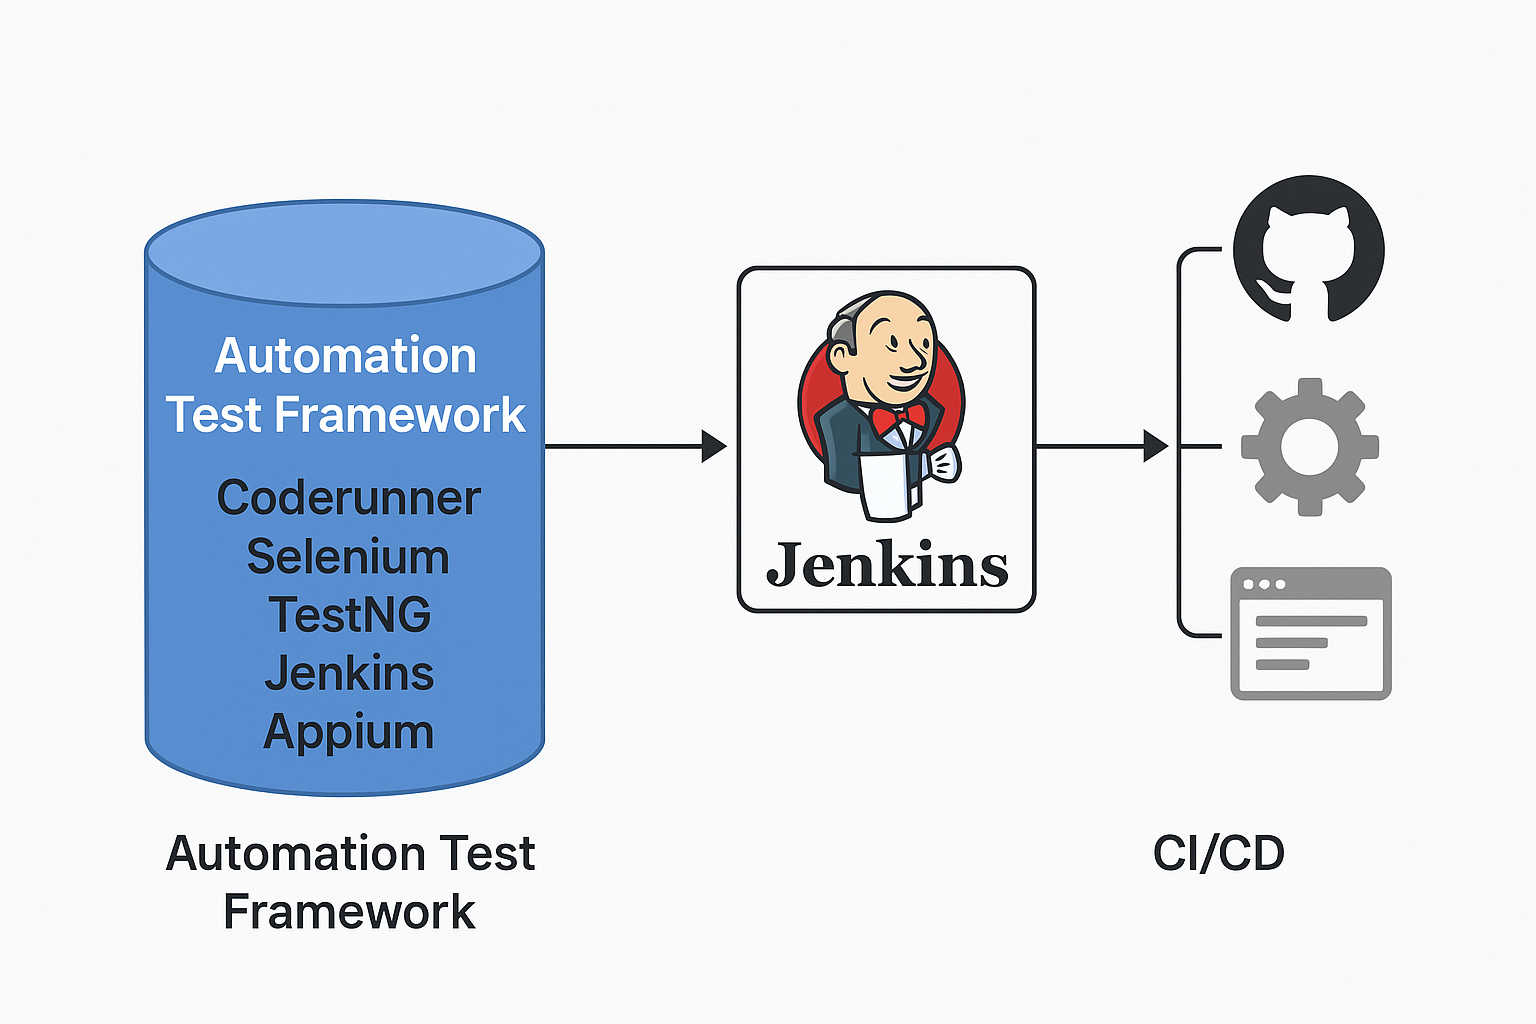 Automation
Test Framework
Coderunner
Selenium
TestNG
Jenkins
Appium
Automation Test
Framework
Jenkins
CI/CD